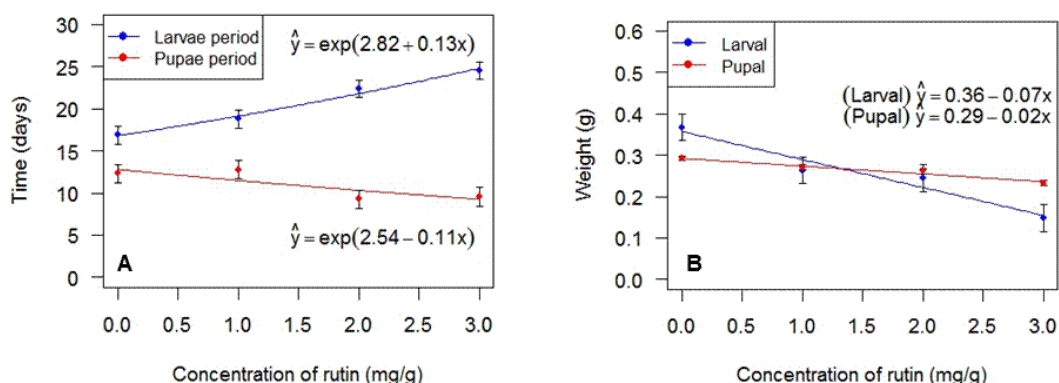 Larvae period
Pupae period
ŷ = exp(2.82 + 0.13x)
ŷ = exp(2.54 − 0.11x)
A
Time (days)
30
25
20
15
10
5
0
0.0 0.5 1.0 1.5 2.0 2.5 3.0
Concentration of rutin (mg/g)
Larval
Pupal
(Larval) ŷ = 0.36 − 0.07x
(Pupal) ŷ = 0.29 − 0.02x
B
Weight (g)
0.6
0.5
0.4
0.3
0.2
0.1
0.0
0.0 0.5 1.0 1.5 2.0 2.5 3.0
Concentration of rutin (mg/g)